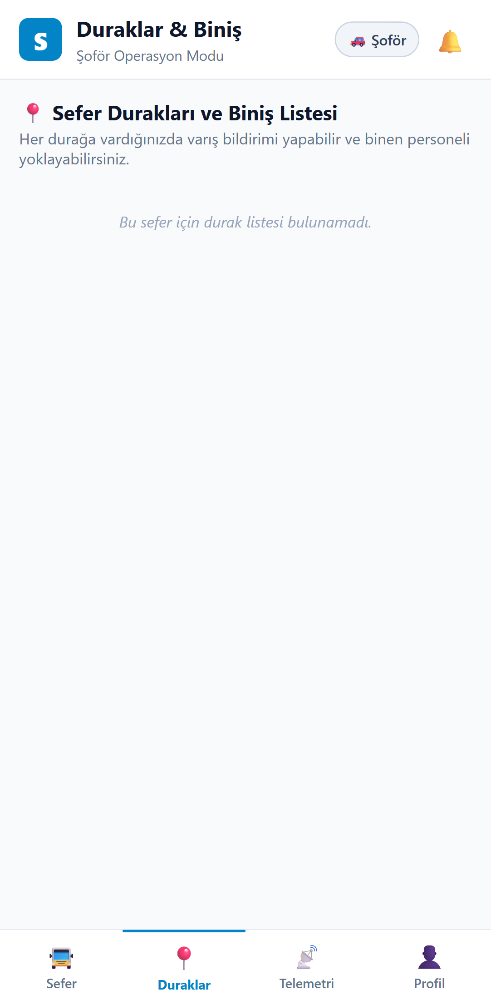 S
Duraklar & Biniş
Şoför Operasyon Modu
Şoför
Sefer Durakları ve Biniş Listesi
Her durağa vardığınızda varış bildirimi yapabilir ve binen personeli
yoklayabilirsiniz.
Bu sefer için durak listesi bulunamadı.
Sefer
Duraklar
Telemetri
Profil